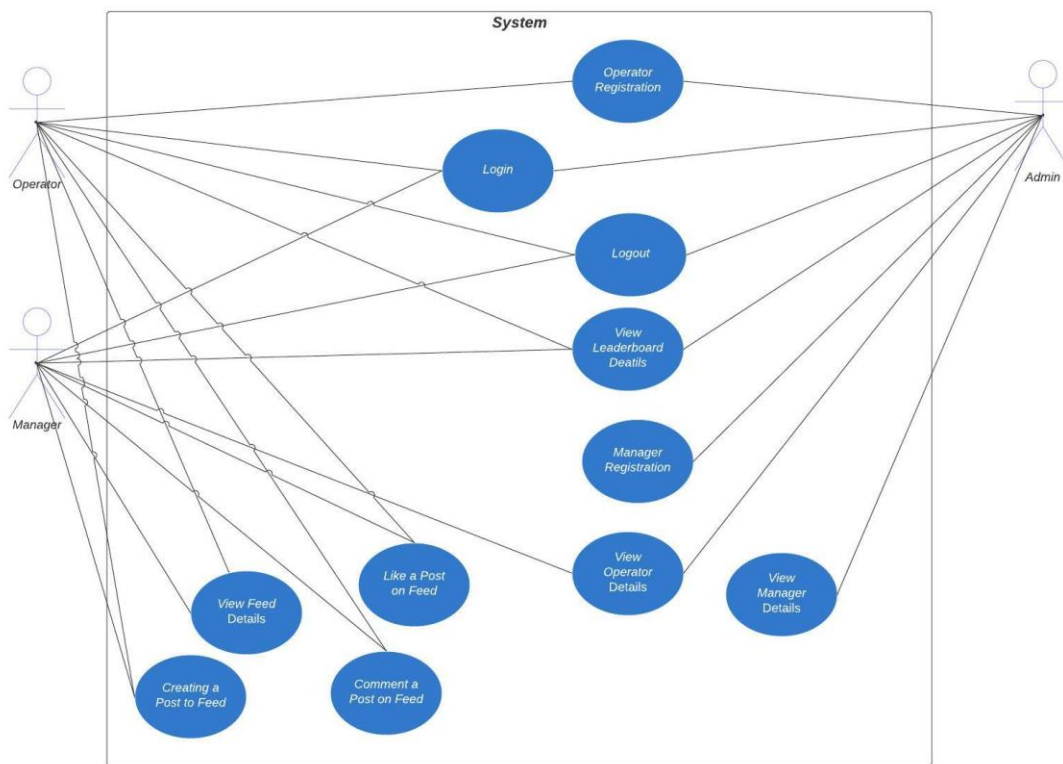 System
Operator
Registration
Operator
Login
Admin
Logout
View
Leaderboard
Deatils
Manager
Manager
Registration
View
Operator
Details
View
Manager
Details
Like a Post
on Feed
View Feed
Details
Creating a
Post to Feed
Comment a
Post on Feed